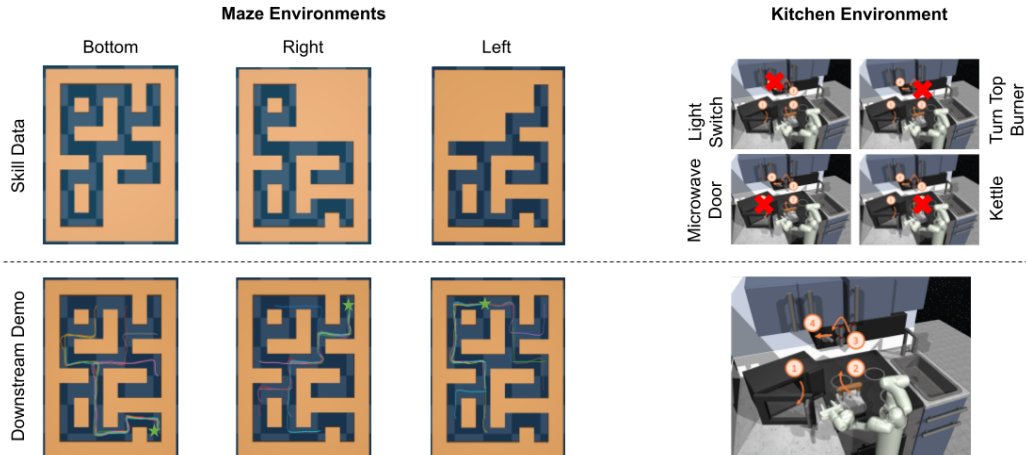 Maze Environments
Kitchen Environment
Bottom
Right
Left
Skill Data
Light
Switch
Turn Top
Burner
Microwave
Door
Kettle
Downstream Demo
1
2
3
4